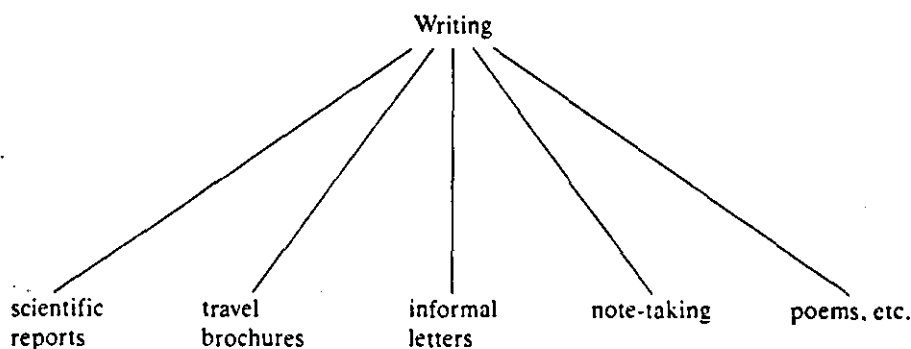 Writing
scientific
reports
travel
brochures
informal
letters
note-taking
poems, etc.